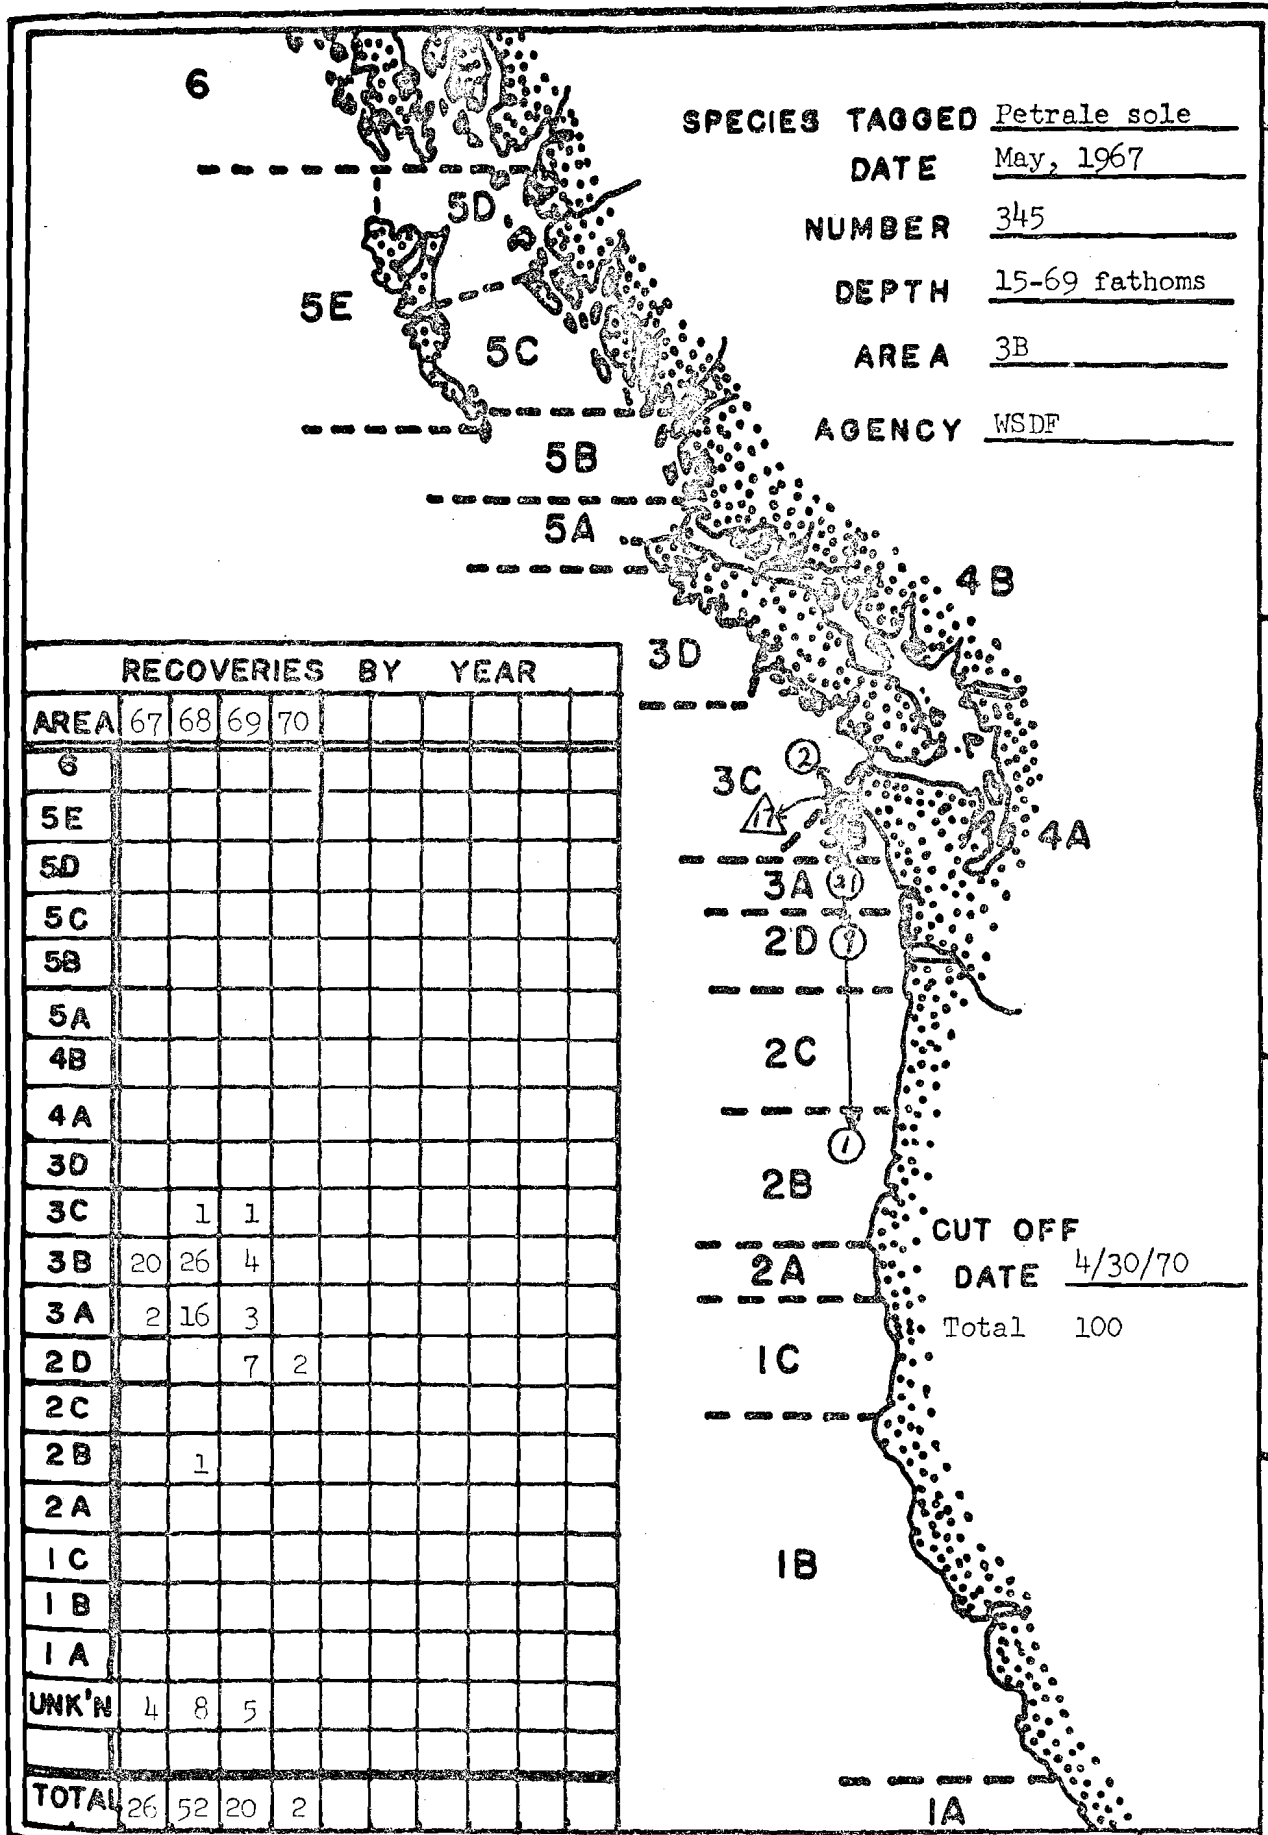 6
SPECIES TAGGED Petrale sole
DATE May, 1967
5D
NUMBER 345
5E
DEPTH 15-69 fathoms
5C
AREA 3B
AGENCY WSDF
5B
5A
4B
3D
3C
2
17
4A
3A 21
2D 9
2C
1
2B
CUT OFF
2A
DATE 4/30/70
Total 100
1C
1B
1A
RECOVERIES BY YEAR
AREA 67 68 69 70
6
5E
5D
5C
5B
5A
4B
4A
3D
3C 1 1
3B 20 26 4
3A 2 16 3
2D 7 2
2C
2B 1
2A
1C
1B
1A
UNK'N 4 8 5
TOTAL 26 52 20 2